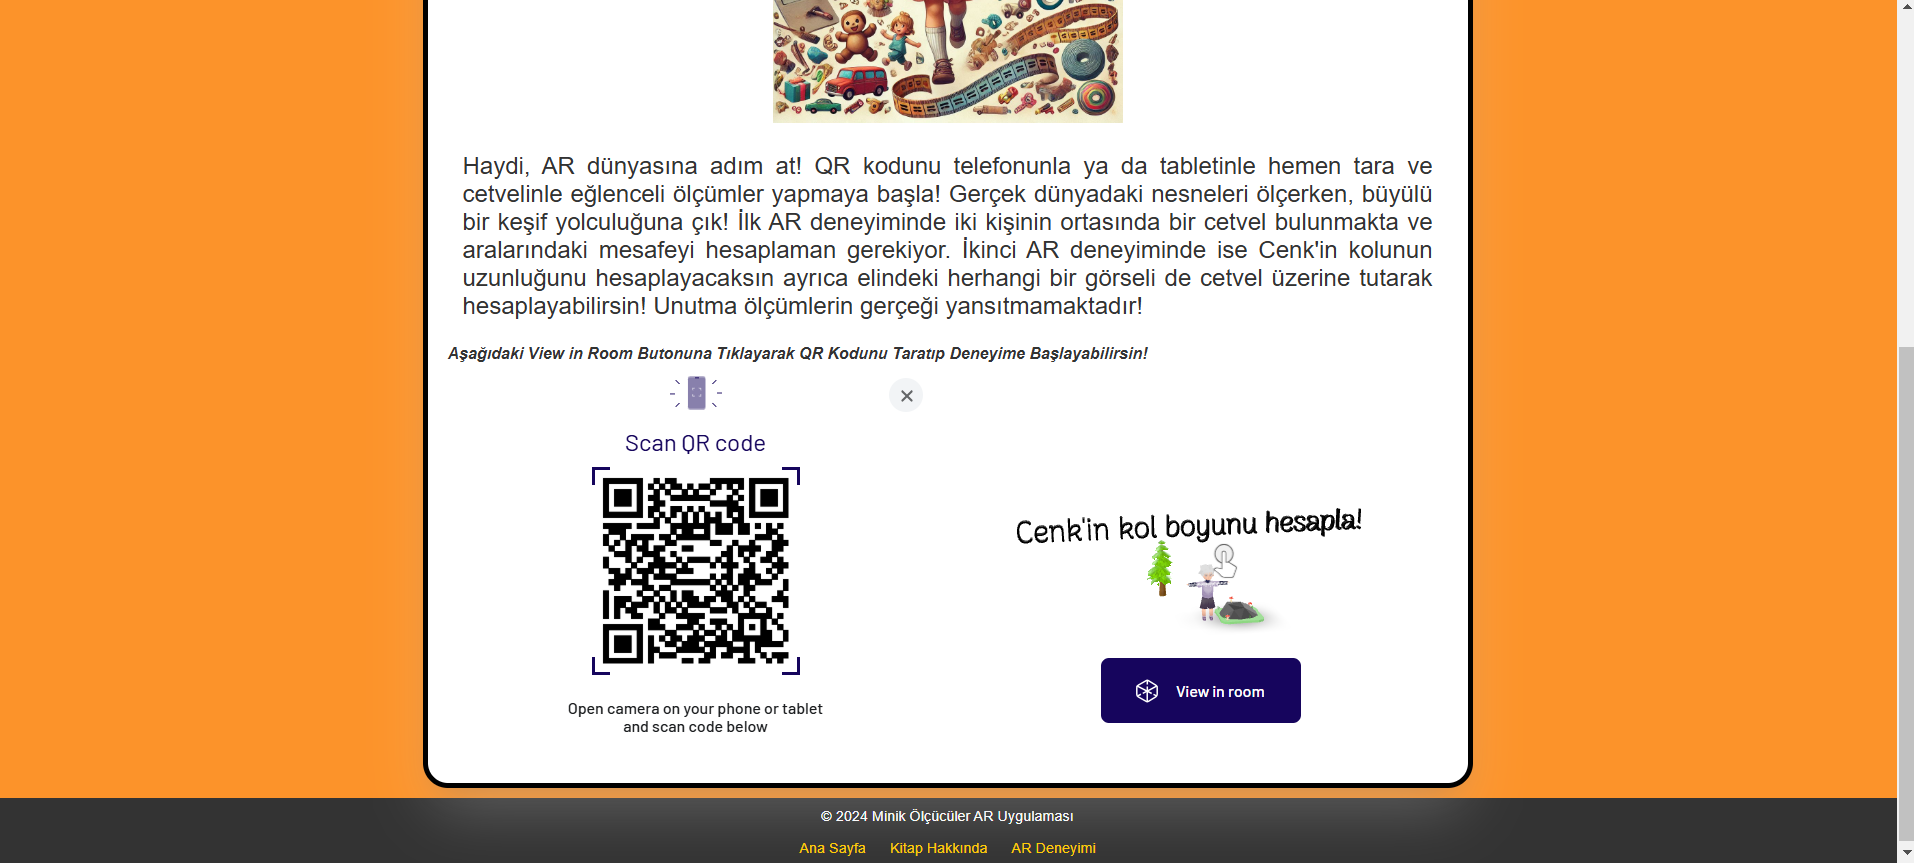 Haydi, AR dünyasına adım at! QR kodunu telefonunla ya da tabletinle hemen tara ve
cetvelinle eğlenceli ölçümler yapmaya başla! Gerçek dünyadaki nesneleri ölçerken, büyülü
bir keşif yolculuğuna çık! İlk AR deneyiminde iki kişinin ortasında bir cetvel bulunmakta ve
aralarındaki mesafeyi hesaplaman gerekiyor. İkinci AR deneyiminde ise Cenk'in kolunun
uzunluğunu hesaplayacaksın ayrıca elindeki herhangi bir görseli de cetvel üzerine tutarak
hesaplayabilirsin! Unutma ölçümlerin gerçeği yansıtmamaktadır!
Aşağıdaki View in Room Butonuna Tıklayarak QR Kodunu Taratıp Deneyime Başlayabilirsin!
Scan QR code
Open camera on your phone or tablet
and scan code below
Cenk'in kol boyunu hesapla!
View in room
© 2024 Minik Ölçücüler AR Uygulaması
Ana Sayfa Kitap Hakkında AR Deneyimi